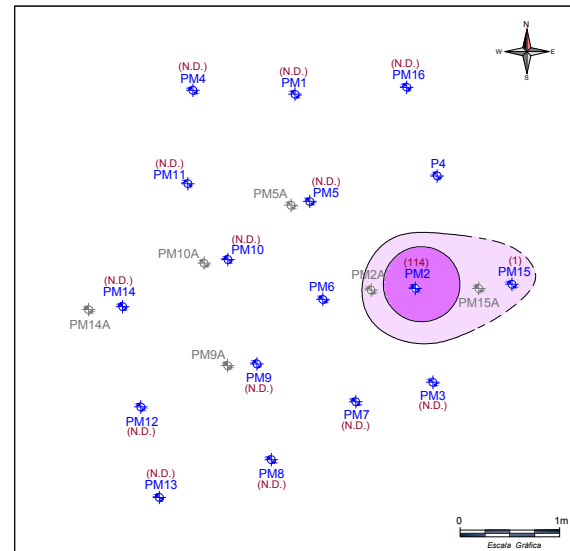 N
W E
S
(N.D.)
PM4
(N.D.)
PM1
(N.D.)
PM16
(N.D.)
PM11
P4
PM5A
(N.D.)
PM5
(N.D.)
PM10
PM10A
(N.D.)
PM14
PM14A
PM6
PM2A
(114)
PM2
PM15A
(1)
PM15
PM9A
PM9
(N.D.)
PM3
(N.D.)
PM7
(N.D.)
PM12
(N.D.)
PM8
(N.D.)
(N.D.)
PM13
0 1m
Escala Gráfica